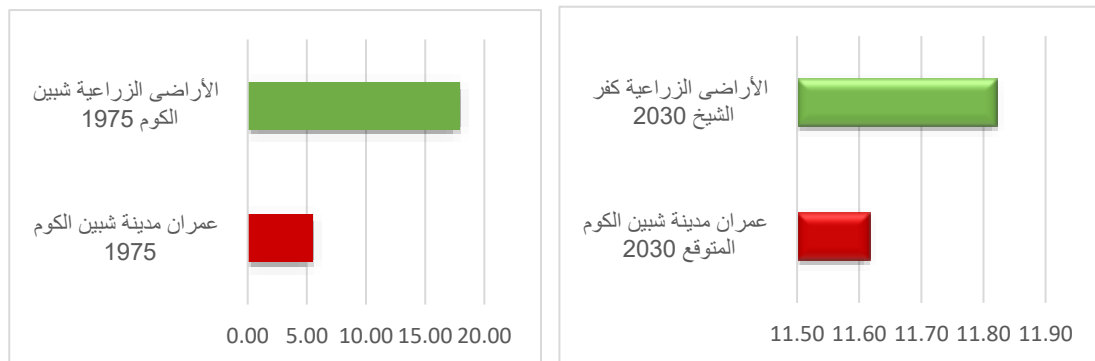 الأراضى الزراعية شبين
الكوم 1975
عمران مدينة شبين الكوم
1975
0.00 5.00 10.00 15.00 20.00
الأراضى الزراعية كفر
الشيخ 2030
عمران مدينة شبين الكوم
المتوقع 2030
11.50 11.60 11.70 11.80 11.90